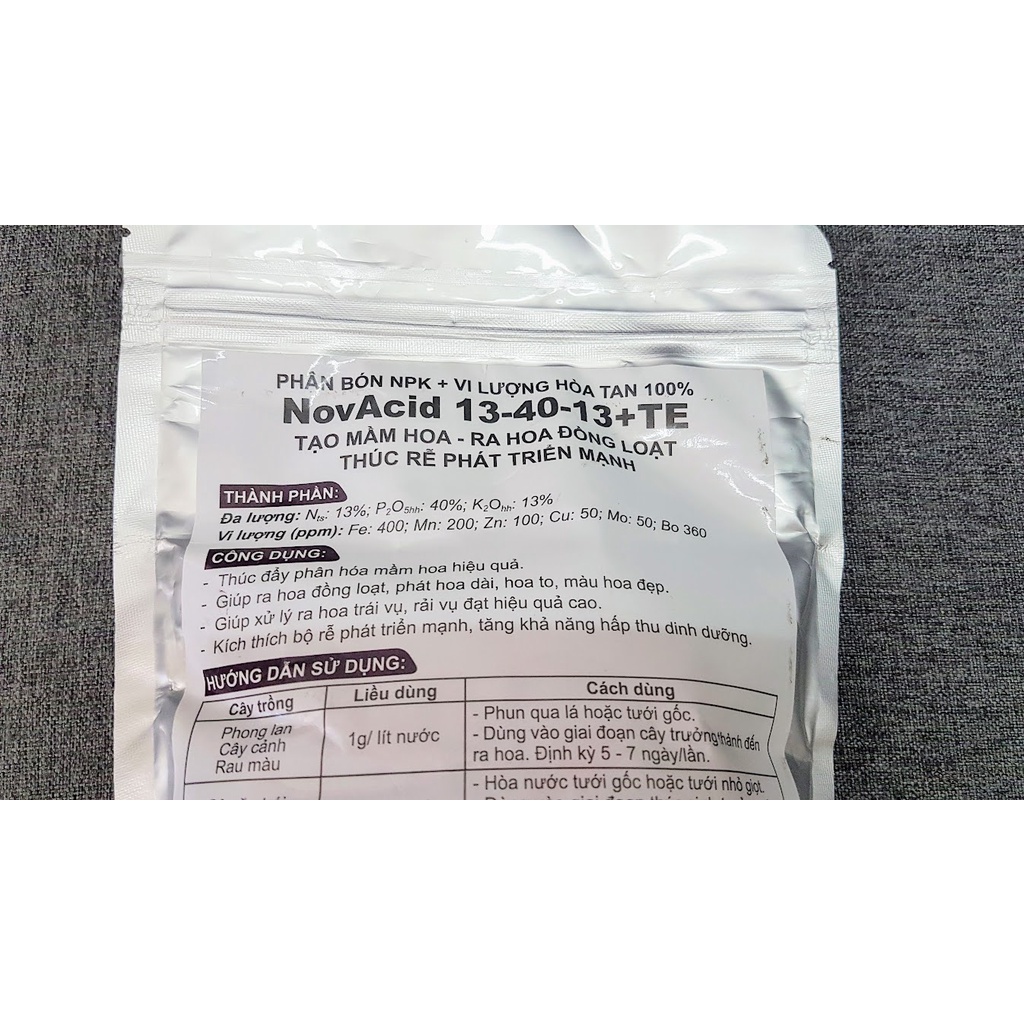 PHÂN BÓN NPK + VI LƯỢNG HÒA TAN 100%
NovAcid 13-40-13+TE
TẠO MẦM HOA - RA HOA ĐỒNG LOẠT
THÚC RỄ PHÁT TRIỂN MẠNH
THÀNH PHẦN:
Đa lượng: Nts: 13%; P2O5hh: 40%; K2Ohh: 13%
Vi lượng (ppm): Fe: 400; Mn: 200; Zn: 100; Cu: 50; Mo: 50; Bo 360
CÔNG DỤNG:
- Thúc đẩy phân hóa mầm hoa hiệu quả.
- Giúp ra hoa đồng loạt, phát hoa dài, hoa to, màu hoa đẹp.
- Giúp xử lý ra hoa trái vụ, rải vụ đạt hiệu quả cao.
- Kích thích bộ rễ phát triển mạnh, tăng khả năng hấp thu dinh dưỡng.
HƯỚNG DẪN SỬ DỤNG:
Cây trồng Liều dùng Cách dùng
Phong lan
Cây cảnh
Rau màu
1g/ lít nước
- Phun qua lá hoặc tưới gốc.
- Dùng vào giai đoạn cây trưởng thành đến
ra hoa. Định kỳ 5 - 7 ngày/lần.
- Hòa nước tưới gốc hoặc tưới nhỏ giọt.